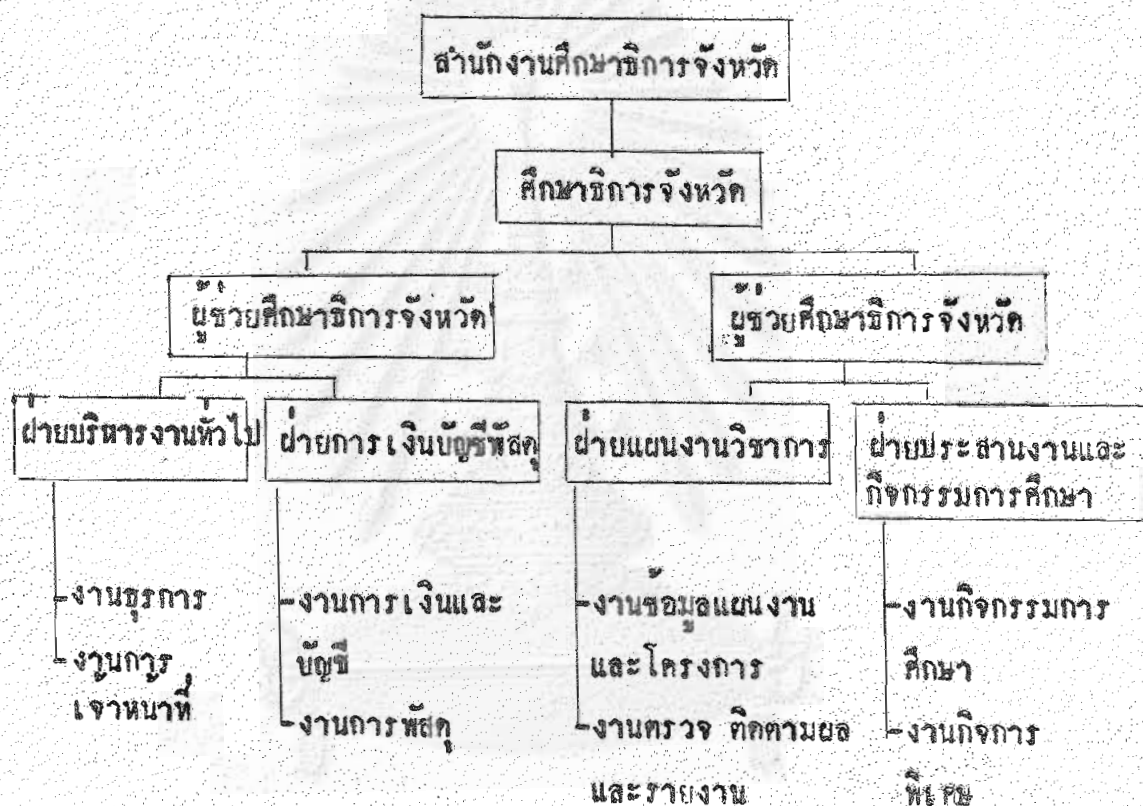 สำนักงานศึกษาธิการจังหวัด
ศึกษาธิการจังหวัด
ผู้ช่วยศึกษาธิการจังหวัด
ผู้ช่วยศึกษาธิการจังหวัด
ฝ่ายบริหารงานทั่วไป
ฝ่ายการเงินบัญชีพัสดุ
ฝ่ายแผนงานวิชาการ
ฝ่ายประสานงานและ
กิจกรรมการศึกษา
-งานธุรการ
-งานการ
เจ้าหน้าที่
-งานการเงินและ
บัญชี
-งานการพัสดุ
-งานข้อมูลแผนงาน
และโครงการ
-งานตรวจ ติดตามผล
และรายงาน
-งานกิจกรรมการ
ศึกษา
-งานกิจการ
พิเศษ